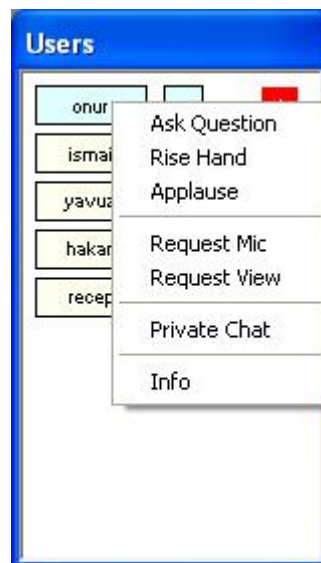 Users
onur
Ask Question
Rise Hand
Applause
Request Mic
Request View
Private Chat
Info